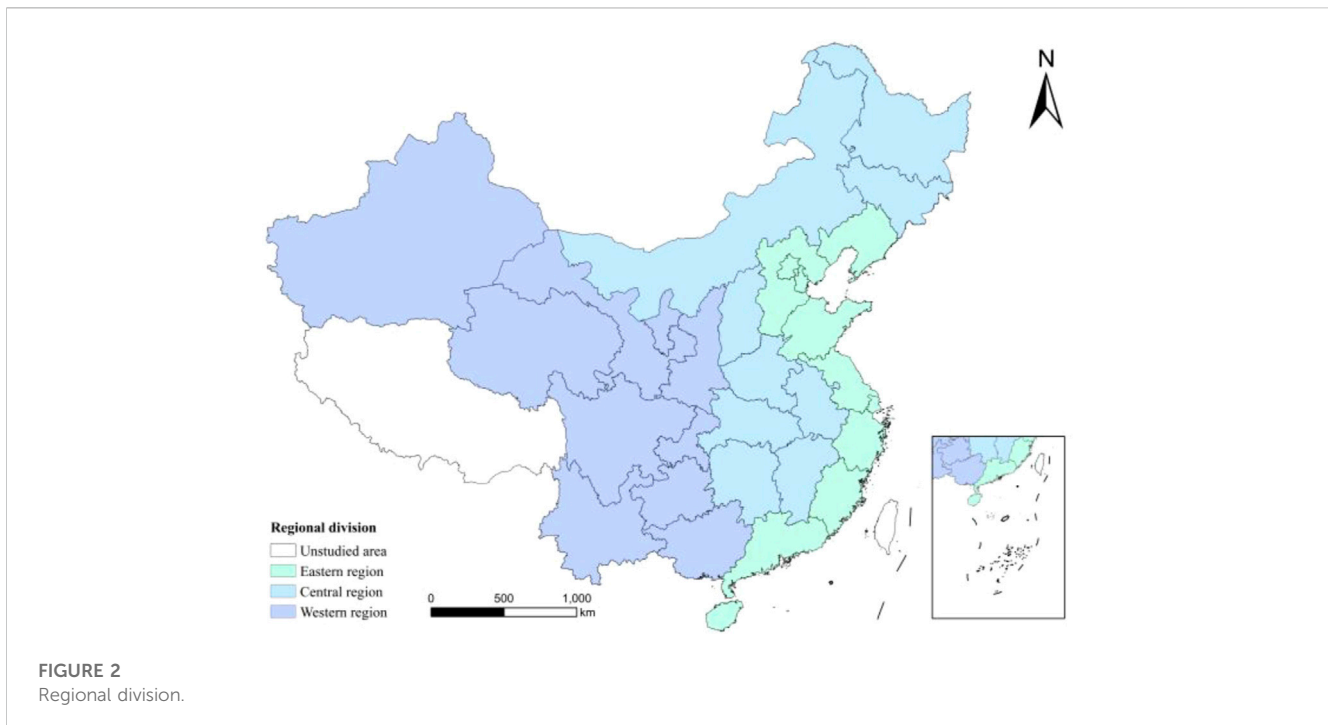 N
Regional division
Unstudied area
Eastern region
Central region
Western region
0 500 1,000
km
FIGURE 2
Regional division.